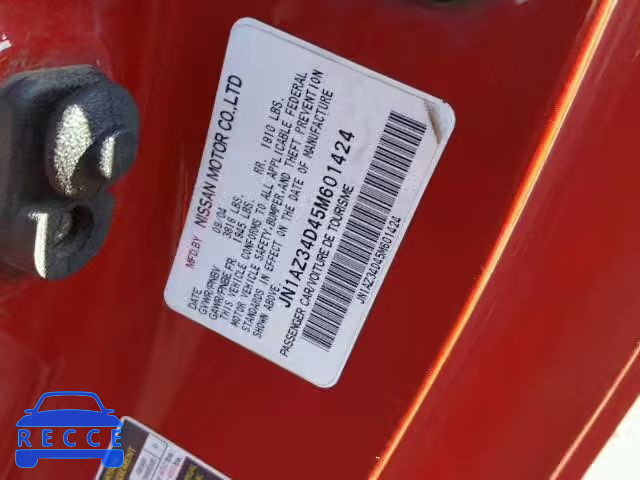 MFD.BY NISSAN MOTOR CO.,LTD
DATE 09/04
GVWR/PNBV 3816 LBS.
GAWR/PNBE,FR. 1945 LBS. RR. 1910 LBS.
THIS VEHICLE CONFORMS TO ALL APPLICABLE FEDERAL
MOTOR VEHICLE SAFETY,BUMPER,AND THEFT PREVENTION
STANDARDS IN EFFECT ON THE DATE OF MANUFACTURE
SHOWN ABOVE.
JN1AZ34D45M601424
PASSENGER CAR/VOITURE DE TOURISME
JN1AZ34D45M601424
RECCE